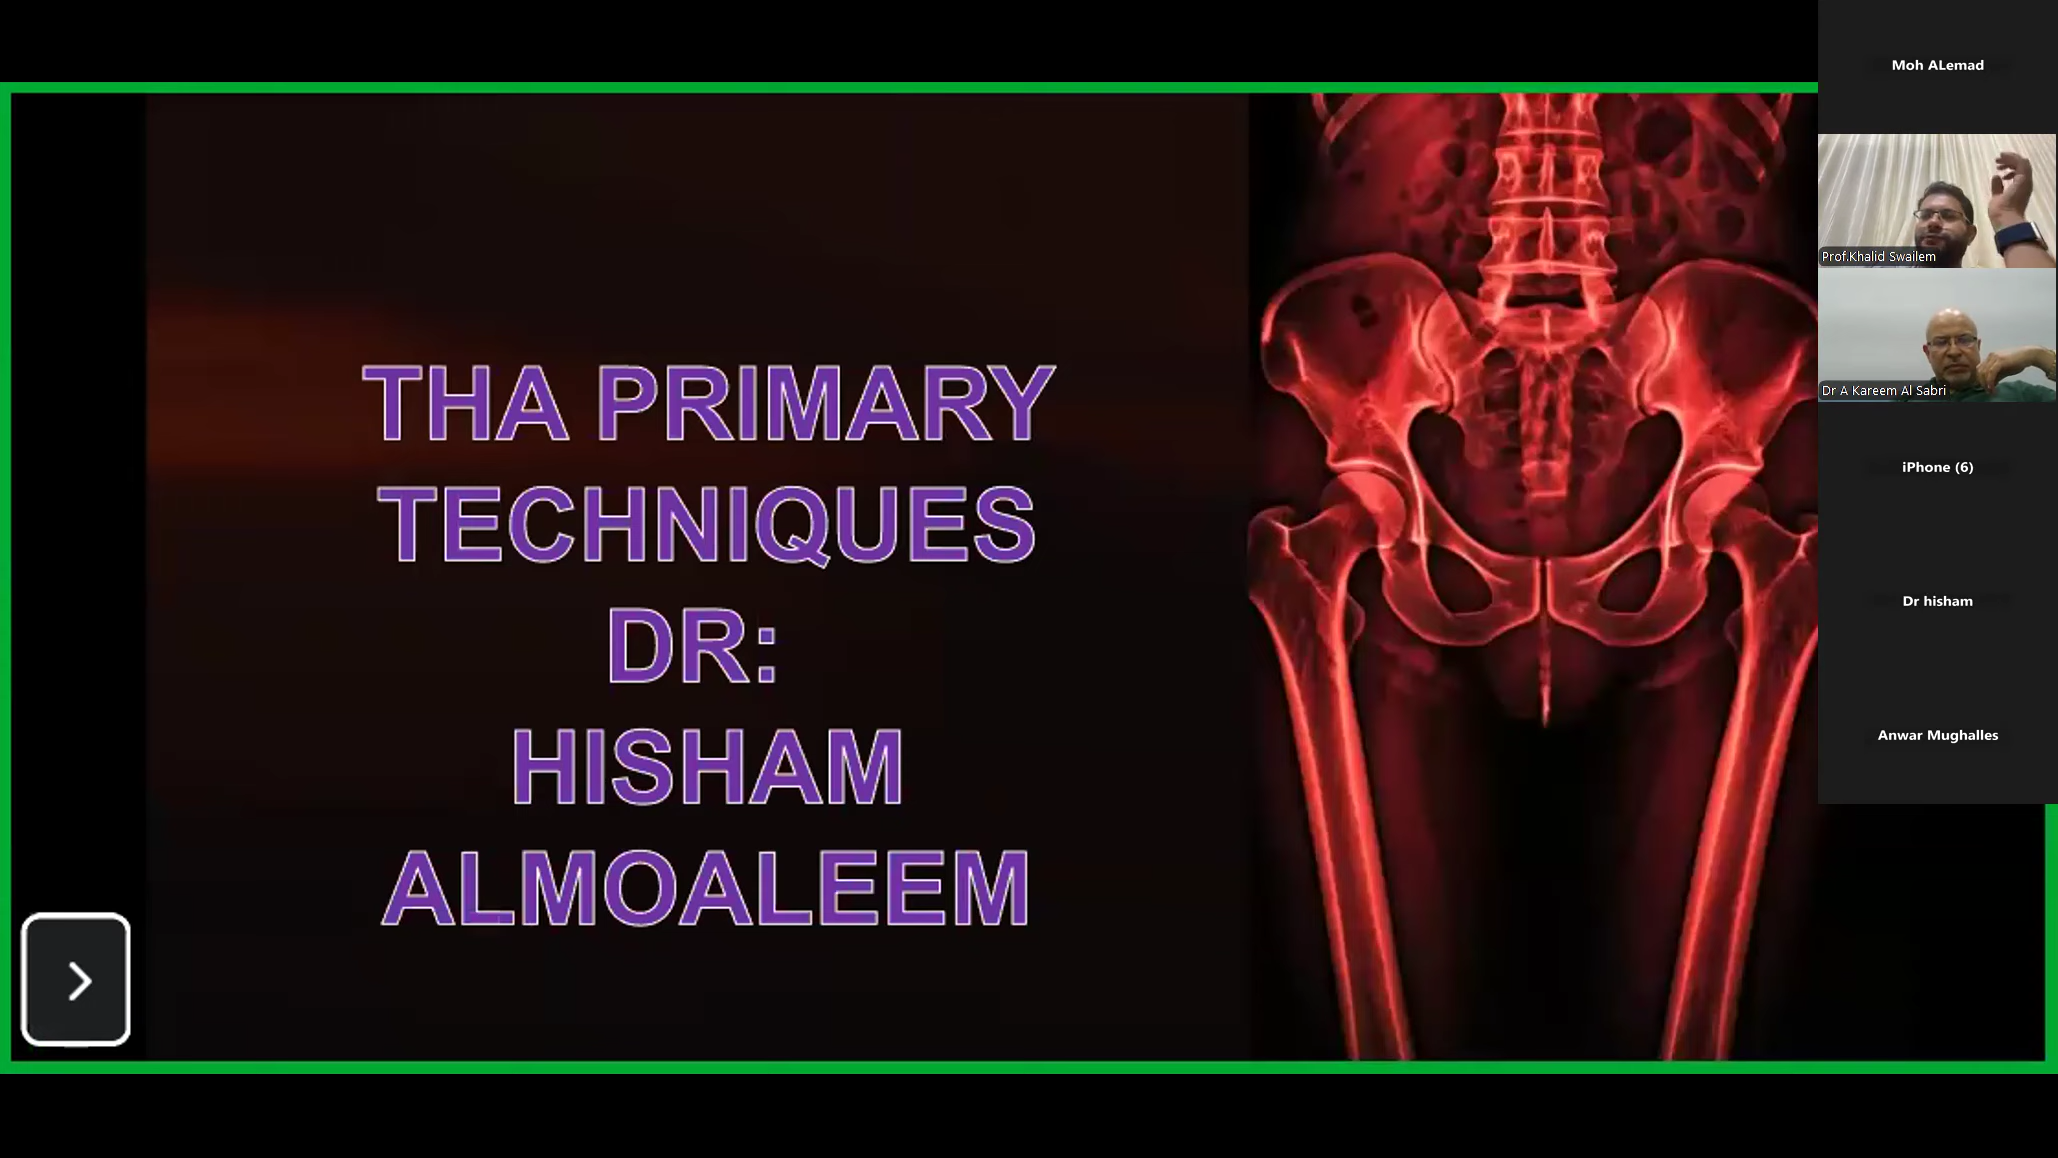 THA PRIMARY
TECHNIQUES
DR:
HISHAM
ALMOALEEM
Moh ALemad
Prof.Khalid Swailem
Dr A Kareem Al Sabri
iPhone (6)
Dr hisham
Anwar Mughalles